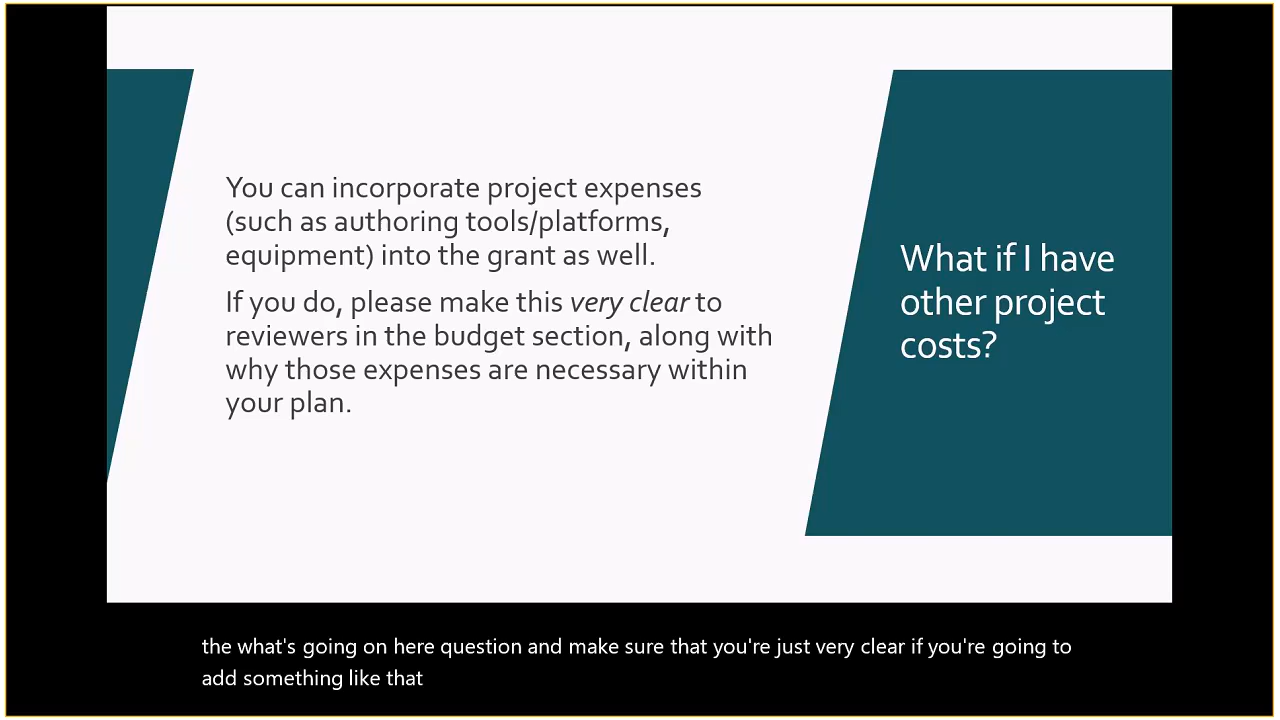 You can incorporate project expenses
(such as authoring tools/platforms,
equipment) into the grant as well.
If you do, please make this very clear to
reviewers in the budget section, along with
why those expenses are necessary within
your plan.
What if I have
other project
costs?
the what's going on here question and make sure that you're just very clear if you're going to
add something like that